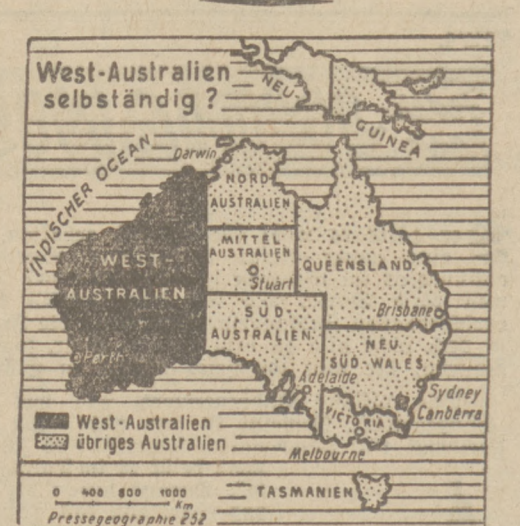 West-Australien
selbständig ?
NEU
GUINEA
INDISCHER OCEAN
Darwin
NORD
AUSTRALIEN
MITTEL
AUSTRALIEN
Stuart
QUEENSLAND
WEST-
AUSTRALIEN
SÜD
AUSTRALIEN
Brisbane
NEU
SÜD-WALES
Perth
Adelaide
Sydney
Canberra
VICTORIA
Melbourne
West-Australien
übriges Australien
TASMANIEN
0 400 800 1000
Km
Pressegeographie 252